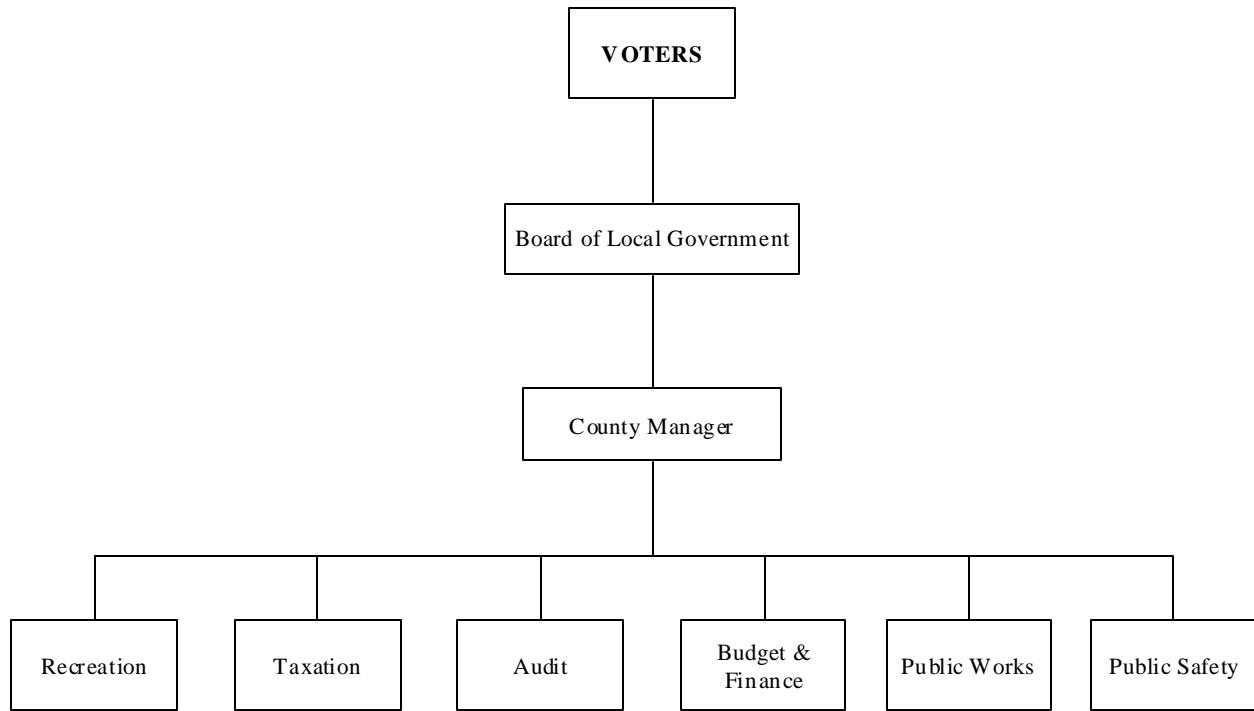 VOTERS
Board of Local Government
County Manager
Recreation
Taxation
Audit
Budget &
Finance
Public Works
Public Safety